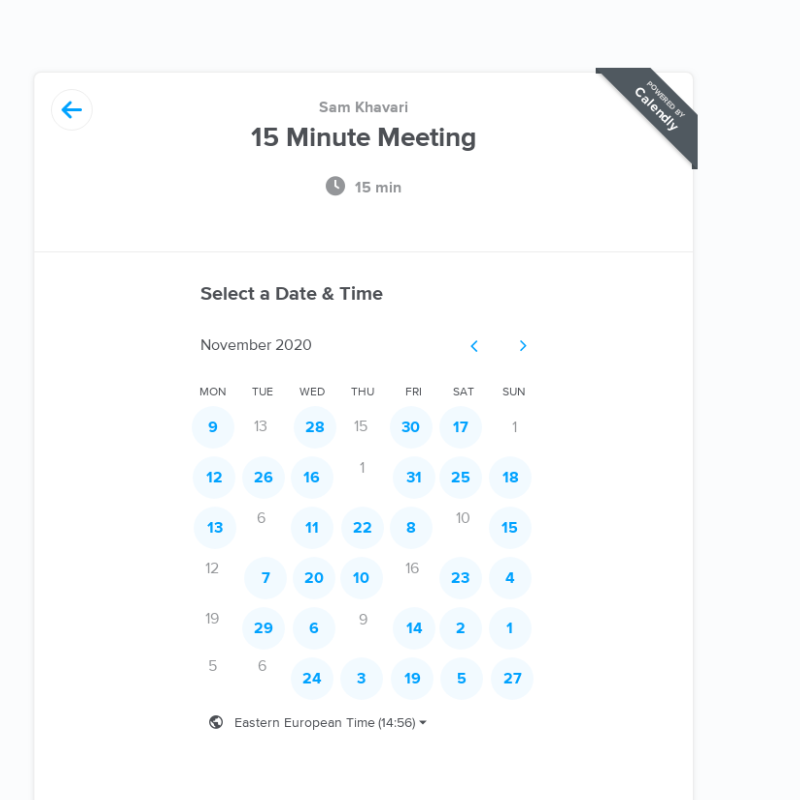 POWERED BY
Calendly
Sam Khavari
15 Minute Meeting
15 min
Select a Date & Time
November 2020
MON TUE WED THU FRI SAT SUN
9 13 28 15 30 17 1
12 26 16 1 31 25 18
13 6 11 22 8 10 15
12 7 20 10 16 23 4
19 29 6 9 14 2 1
5 6 24 3 19 5 27
Eastern European Time (14:56)